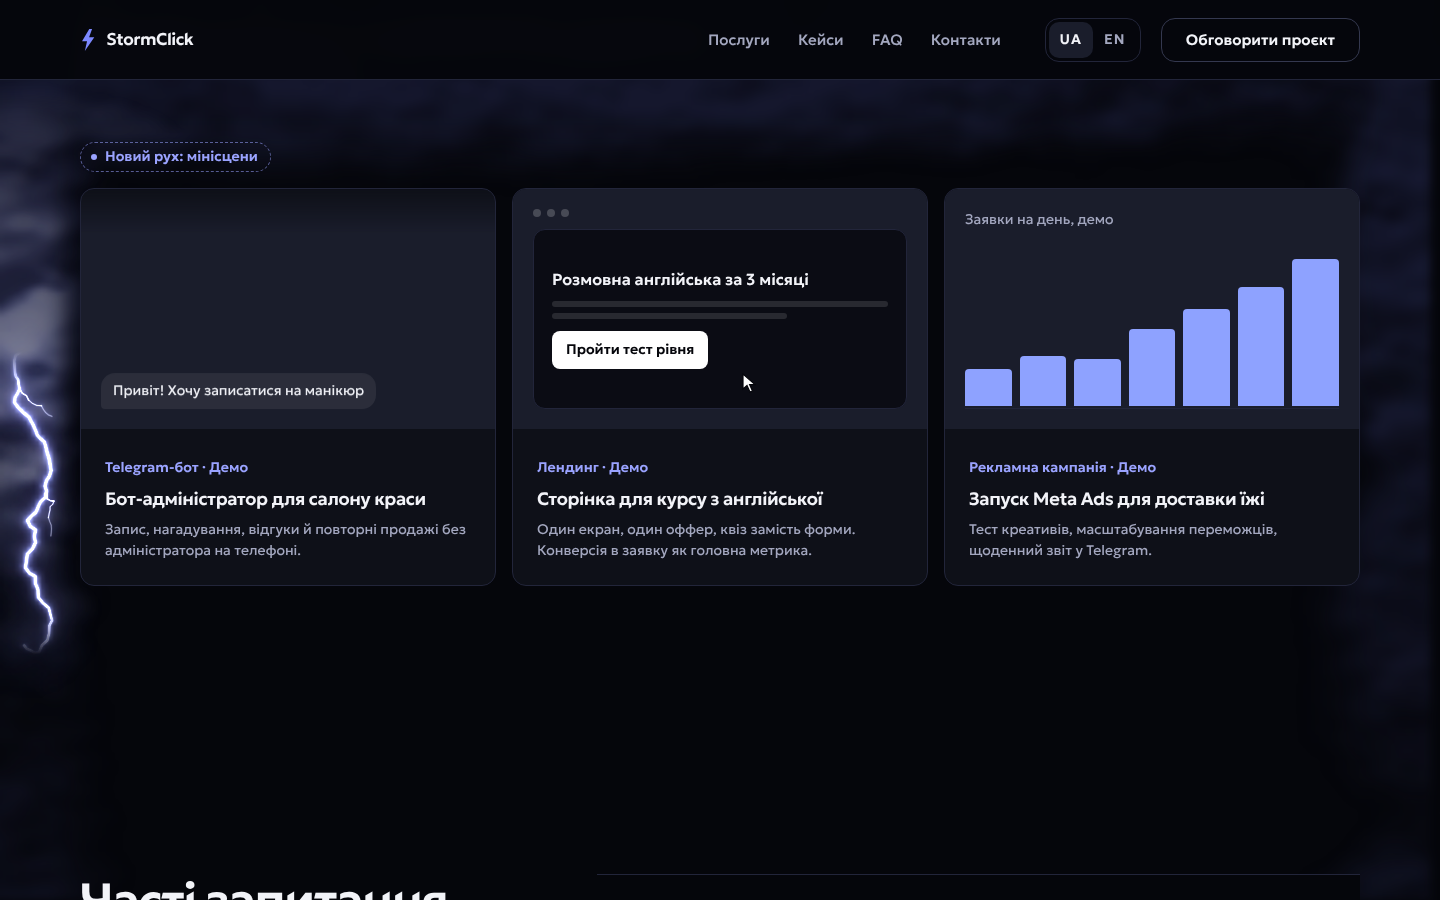 StormClick
Послуги
Кейси
FAQ
Контакти
UA
EN
Обговорити проєкт
Новий рух: мінісцени
Привіт! Хочу записатися на манікюр
Telegram-бот · Демо
Бот-адміністратор для салону краси
Запис, нагадування, відгуки й повторні продажі без
адміністратора на телефоні.
Розмовна англійська за 3 місяці
Пройти тест рівня
Лендинг · Демо
Сторінка для курсу з англійської
Один екран, один оффер, квіз замість форми.
Конверсія в заявку як головна метрика.
Заявки на день, демо
Рекламна кампанія · Демо
Запуск Meta Ads для доставки їжі
Тест креативів, масштабування переможців,
щоденний звіт у Telegram.
Часті запитання